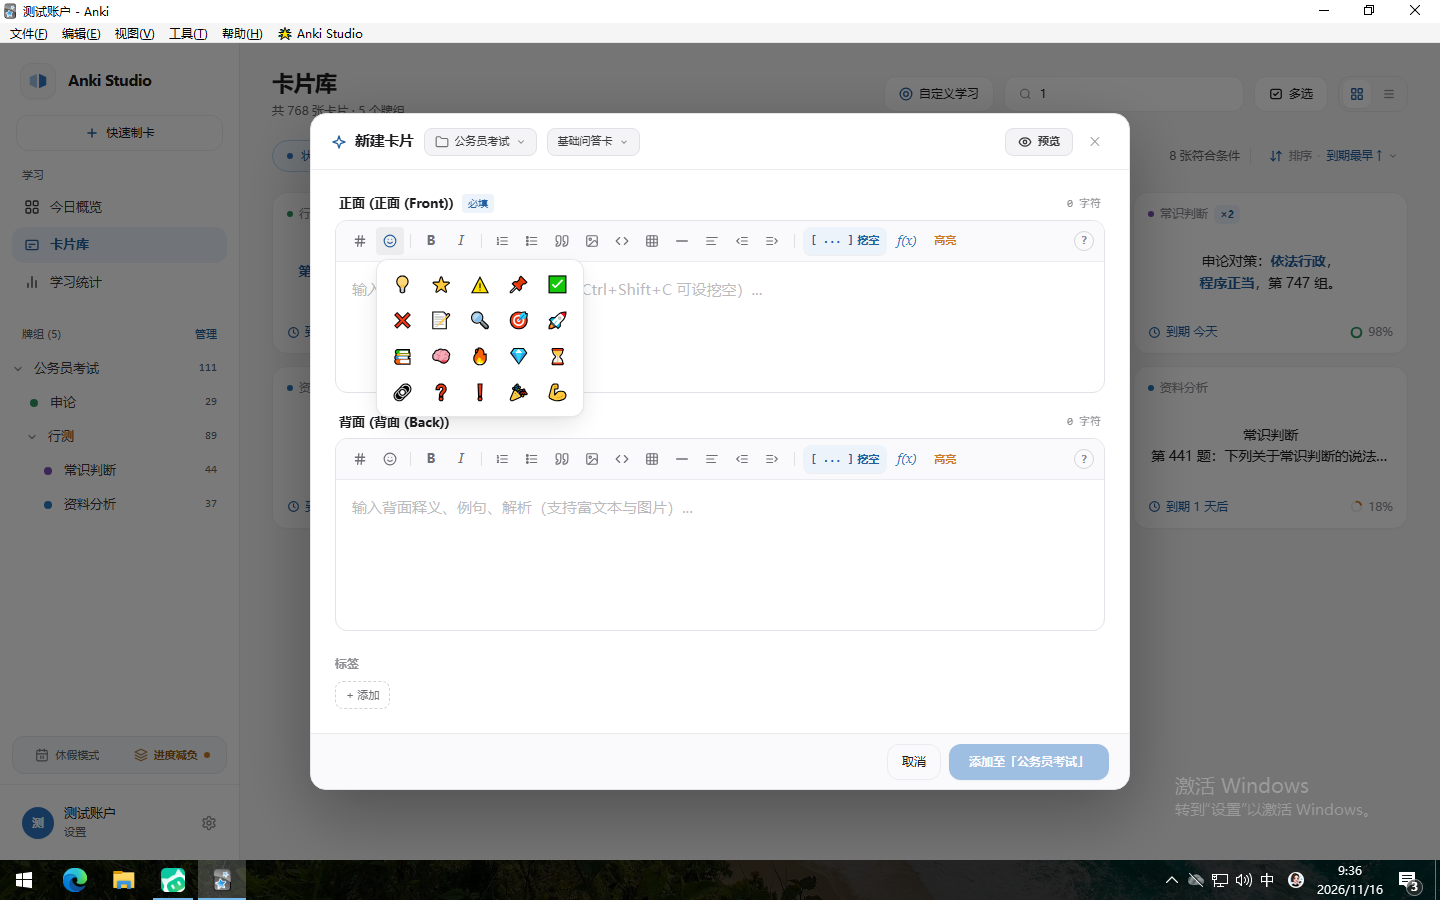 测试账户 - Anki
文件(F) 编辑(E) 视图(V) 工具(T) 帮助(H) Anki Studio
Anki Studio
快速制卡
学习
今日概览
卡片库
学习统计
牌组 (5) 管理
公务员考试 111
申论 29
行测 89
常识判断 44
资料分析 37
休假模式 进度减负
测 测试账户
设置
卡片库
共 768 张卡片 · 5 个牌组
自定义学习 1 多选
8 张符合条件 排序 · 到期最早↑
常识判断 ×2
申论对策：依法行政，
程序正当，第 747 组。
到期 今天 98%
资料分析
常识判断
第 441 题：下列关于常识判断的说法...
到期 1 天后 18%
新建卡片 公务员考试 基础问答卡 预览
正面 (正面 (Front)) 必填 0 字符
B I [ ... ] 挖空 f(x) 高亮 ?
输入 Ctrl+Shift+C 可设挖空）...
背面 (背面 (Back)) 0 字符
B I [ ... ] 挖空 f(x) 高亮 ?
输入背面释义、例句、解析（支持富文本与图片）...
标签
+ 添加
取消 添加至「公务员考试」
激活 Windows
转到"设置"以激活 Windows。
中
9:36
2026/11/16
3